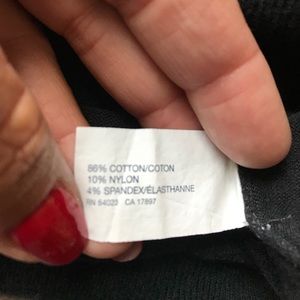 86% COTTON/COTON
10% NYLON
4% SPANDEX/ÉLASTHANNE
RN 54023 CA 17897